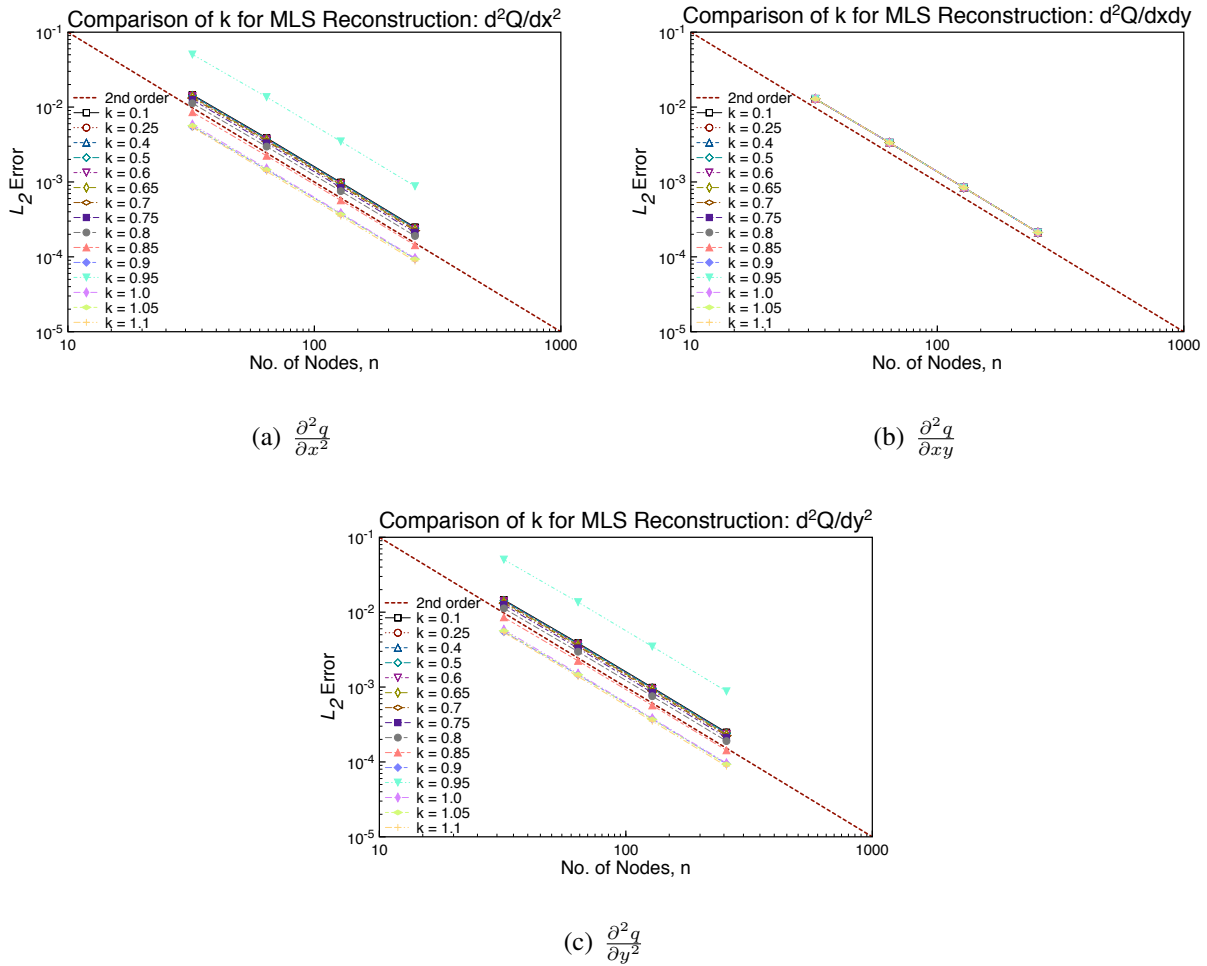 Comparison of k for MLS Reconstruction: d²Q/dx²
10⁻¹
10⁻²
10⁻³
10⁻⁴
10⁻⁵
L₂ Error
2nd order
k = 0.1
k = 0.25
k = 0.4
k = 0.5
k = 0.6
k = 0.65
k = 0.7
k = 0.75
k = 0.8
k = 0.85
k = 0.9
k = 0.95
k = 1.0
k = 1.05
k = 1.1
10 100 1000
No. of Nodes, n
(a) ∂²q/∂x²
Comparison of k for MLS Reconstruction: d²Q/dxdy
10⁻¹
10⁻²
10⁻³
10⁻⁴
10⁻⁵
L₂ Error
2nd order
k = 0.1
k = 0.25
k = 0.4
k = 0.5
k = 0.6
k = 0.65
k = 0.7
k = 0.75
k = 0.8
k = 0.85
k = 0.9
k = 0.95
k = 1.0
k = 1.05
k = 1.1
10 100 1000
No. of Nodes, n
(b) ∂²q/∂xy
Comparison of k for MLS Reconstruction: d²Q/dy²
10⁻¹
10⁻²
10⁻³
10⁻⁴
10⁻⁵
L₂ Error
2nd order
k = 0.1
k = 0.25
k = 0.4
k = 0.5
k = 0.6
k = 0.65
k = 0.7
k = 0.75
k = 0.8
k = 0.85
k = 0.9
k = 0.95
k = 1.0
k = 1.05
k = 1.1
10 100 1000
No. of Nodes, n
(c) ∂²q/∂y²